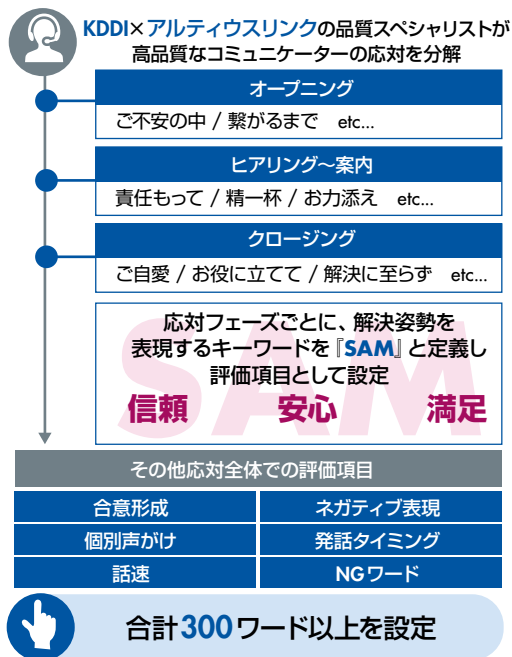 KDDI×アルティウスリンクの品質スペシャリストが
高品質なコミュニケーターの応対を分解
オープニング
ご不安の中 / 繋がるまで etc...
ヒアリング～案内
責任もって / 精一杯 / お力添え etc...
クロージング
ご自愛 / お役に立てて / 解決に至らず etc...
SAM
応対フェーズごとに、解決姿勢を
表現するキーワードを『SAM』と定義し
評価項目として設定
信頼 安心 満足
その他応対全体での評価項目
合意形成 ネガティブ表現
個別声がけ 発話タイミング
話速 NGワード
合計300ワード以上を設定